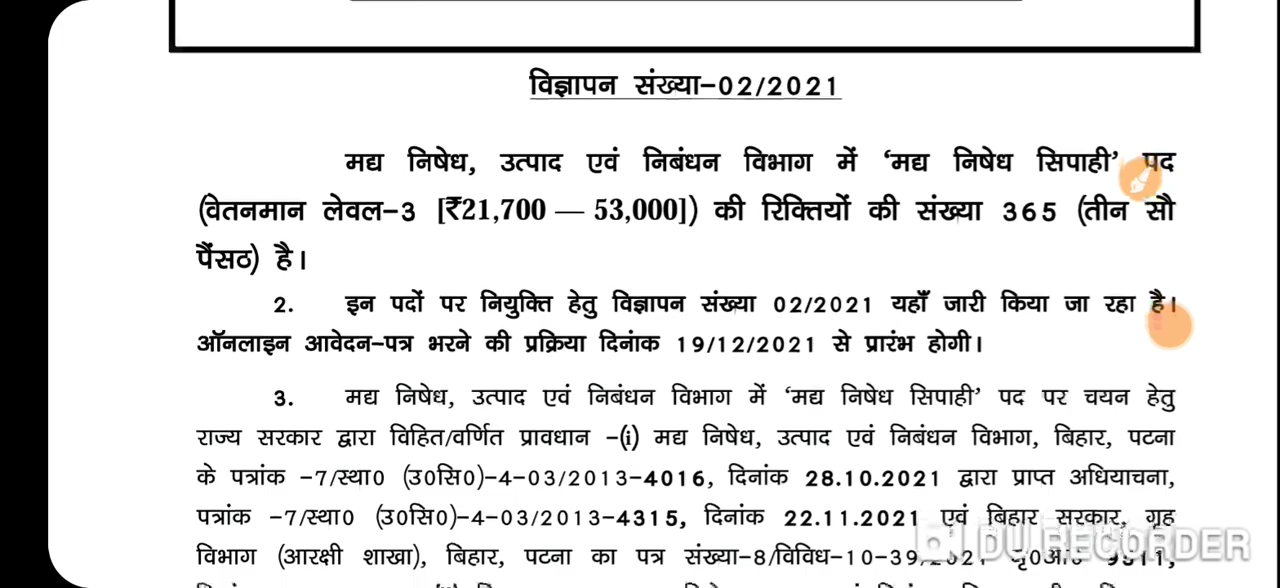 विज्ञापन संख्या-02/2021
मद्य निषेध, उत्पाद एवं निबंधन विभाग में 'मद्य निषेध सिपाही' पद
(वेतनमान लेवल-3 [₹21,700 — 53,000]) की रिक्तियों की संख्या 365 (तीन सौ
पैंसठ) है।
2. इन पदों पर नियुक्ति हेतु विज्ञापन संख्या 02/2021 यहाँ जारी किया जा रहा है।
ऑनलाइन आवेदन-पत्र भरने की प्रक्रिया दिनांक 19/12/2021 से प्रारंभ होगी।
3. मद्य निषेध, उत्पाद एवं निबंधन विभाग में 'मद्य निषेध सिपाही' पद पर चयन हेतु
राज्य सरकार द्वारा विहित/वर्णित प्रावधान -(i) मद्य निषेध, उत्पाद एवं निबंधन विभाग, बिहार, पटना
के पत्रांक -7/स्था0 (उ0सि0)-4-03/2013-4016, दिनांक 28.10.2021 द्वारा प्राप्त अधियाचना,
पत्रांक -7/स्था0 (उ0सि0)-4-03/2013-4315, दिनांक 22.11.2021 एवं बिहार सरकार, गृह
विभाग (आरक्षी शाखा), बिहार, पटना का पत्र संख्या-8/विविध-10-39/
DU RECORDER